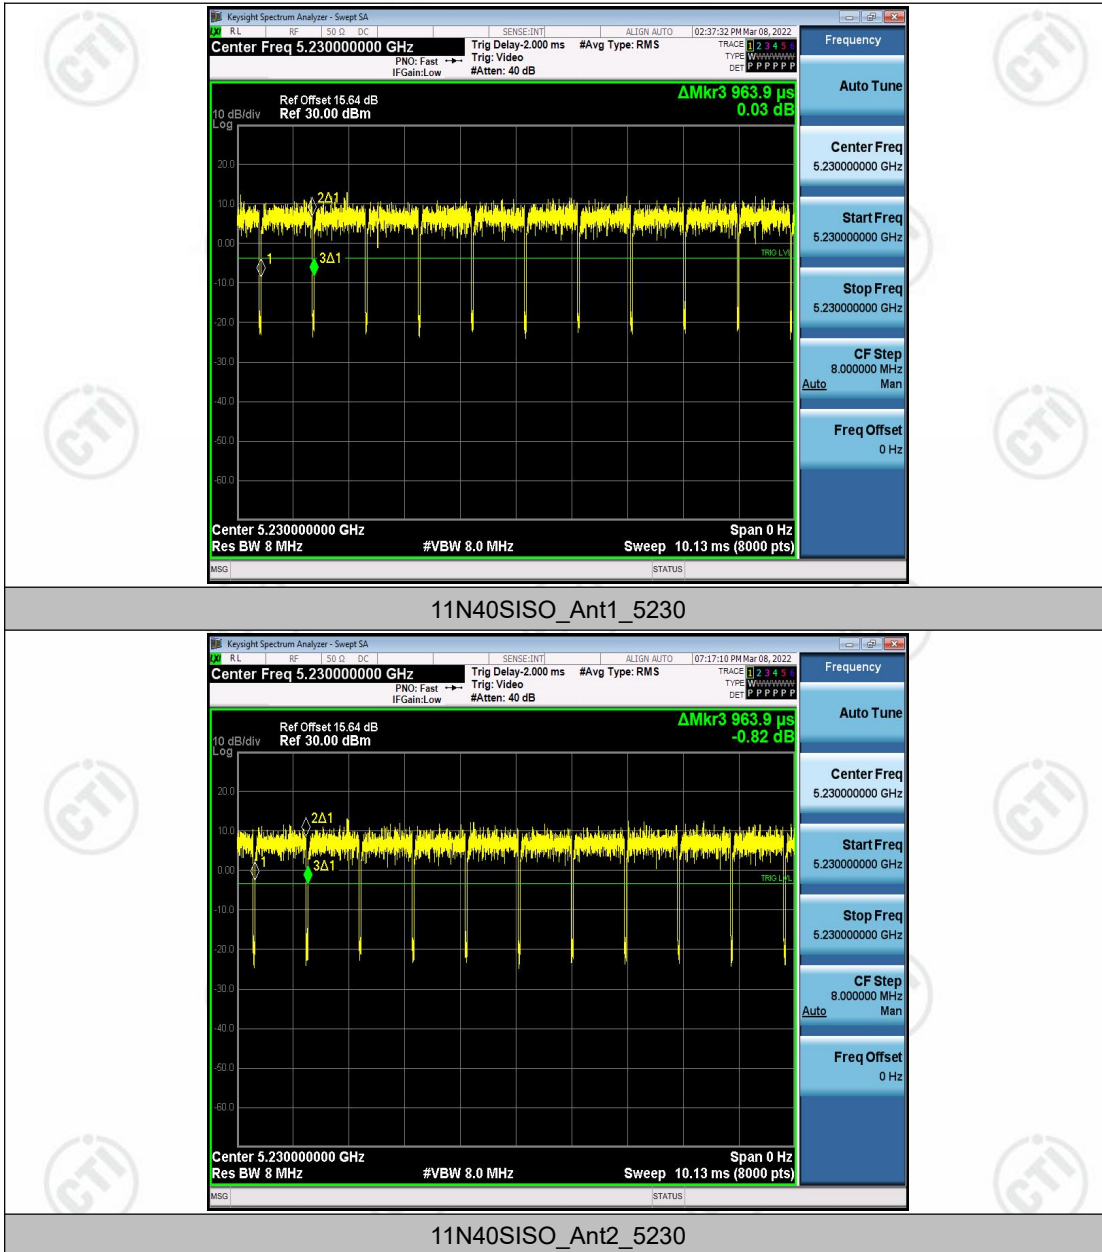 Keysight Spectrum Analyzer - Swept SA
LXI RL RF 50 Ω DC SENSE:INT ALIGN AUTO 02:37:32 PM Mar 08, 2022
Center Freq 5.230000000 GHz Trig Delay-2.000 ms #Avg Type: RMS TRACE 1 2 3 4 5 6 Frequency
PNO: Fast Trig: Video TYPE W
IFGain:Low #Atten: 40 dB DET P P P P P P
Auto Tune
ΔMkr3 963.9 µs
Ref Offset 15.64 dB 0.03 dB
10 dB/div Ref 30.00 dBm
Log
Center Freq
5.230000000 GHz
20.0
2Δ1
10.0
Start Freq
5.230000000 GHz
0.00
TRIG LVL
1 3Δ1
-10.0
Stop Freq
5.230000000 GHz
-20.0
CF Step
8.000000 MHz
Auto Man
-30.0
-40.0
Freq Offset
0 Hz
-50.0
-60.0
Center 5.230000000 GHz Span 0 Hz
Res BW 8 MHz #VBW 8.0 MHz Sweep 10.13 ms (8000 pts)
MSG STATUS
11N40SISO_Ant1_5230
Keysight Spectrum Analyzer - Swept SA
LXI RL RF 50 Ω DC SENSE:INT ALIGN AUTO 07:17:10 PM Mar 08, 2022
Center Freq 5.230000000 GHz Trig Delay-2.000 ms #Avg Type: RMS TRACE 1 2 3 4 5 6 Frequency
PNO: Fast Trig: Video TYPE W
IFGain:Low #Atten: 40 dB DET P P P P P P
Auto Tune
ΔMkr3 963.9 µs
Ref Offset 15.64 dB -0.82 dB
10 dB/div Ref 30.00 dBm
Log
Center Freq
5.230000000 GHz
20.0
2Δ1
10.0
Start Freq
5.230000000 GHz
1 3Δ1
0.00
TRIG LVL
-10.0
Stop Freq
5.230000000 GHz
-20.0
CF Step
8.000000 MHz
Auto Man
-30.0
-40.0
Freq Offset
0 Hz
-50.0
-60.0
Center 5.230000000 GHz Span 0 Hz
Res BW 8 MHz #VBW 8.0 MHz Sweep 10.13 ms (8000 pts)
MSG STATUS
11N40SISO_Ant2_5230
CTI
CTI
CTI
CTI
CTI
CTI
CTI
CTI